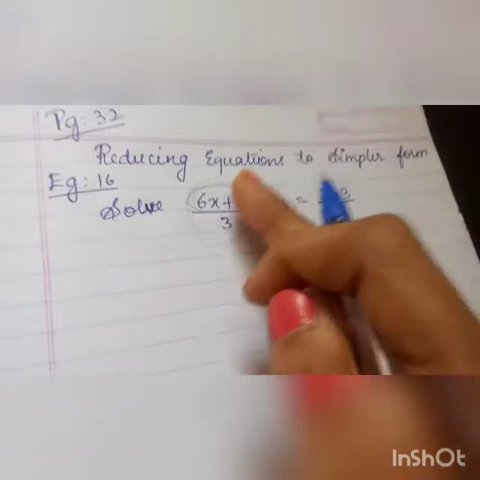 Pg: 32
Reducing Equations to Simpler form
Eg: 16
Solve 6x+ =
3
InShOt